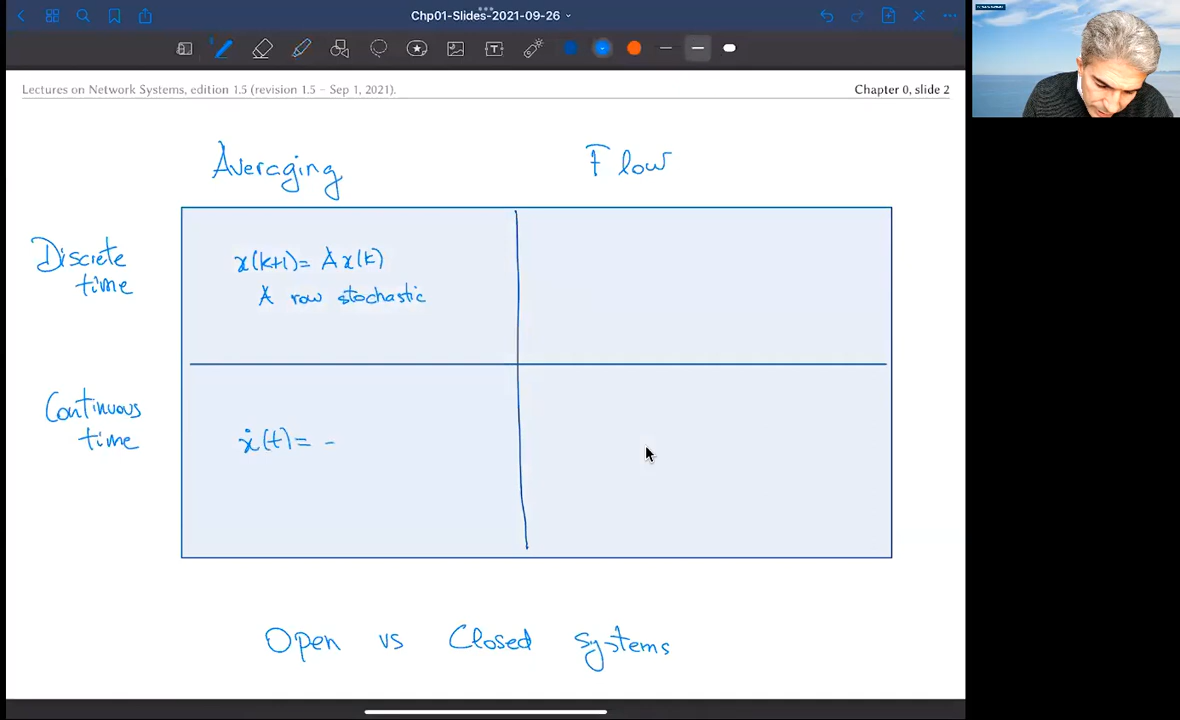 Chp01-Slides-2021-09-26
Lectures on Network Systems, edition 1.5 (revision 1.5 – Sep 1, 2021).
Chapter 0, slide 2
Averaging
Flow
Discrete
time
x(k+1)= A x(k)
A row stochastic
Continuous
time
ẋ(t)= -
Open vs Closed systems